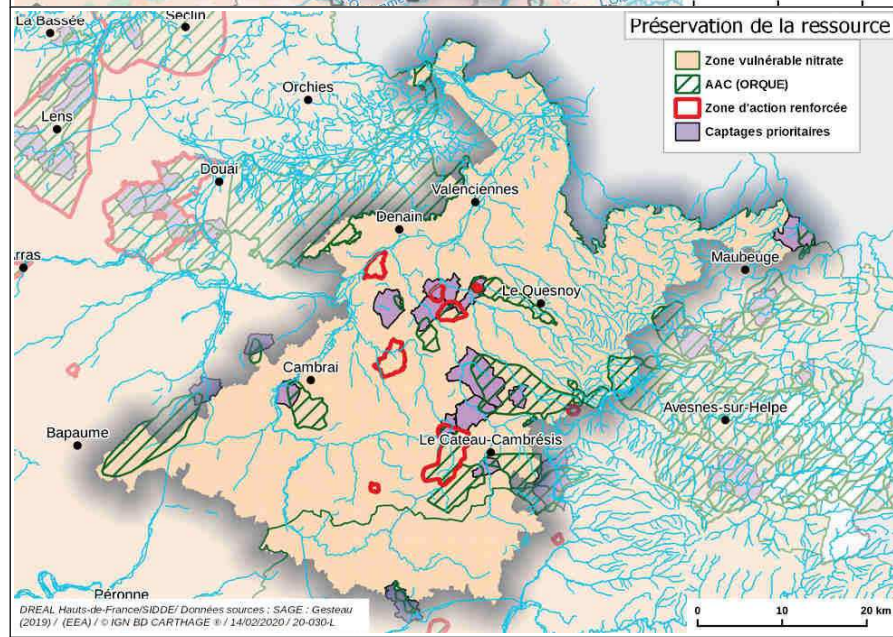 Préservation de la ressource
Zone vulnérable nitrate
AAC (ORQUE)
Zone d'action renforcée
Captages prioritaires
La Bassée
Seclin
Orchies
Lens
Douai
Valenciennes
Denain
Maubeuge
rras
Le Quesnoy
Cambrai
Avesnes-sur-Helpe
Bapaume
Le Cateau-Cambrésis
Péronne
DREAL Hauts-de-France/SIDDE/ Données sources : SAGE : Gesteau
(2019) / (EEA) / © IGN BD CARTHAGE ® / 14/02/2020 / 20-030-L
0 10 20 km